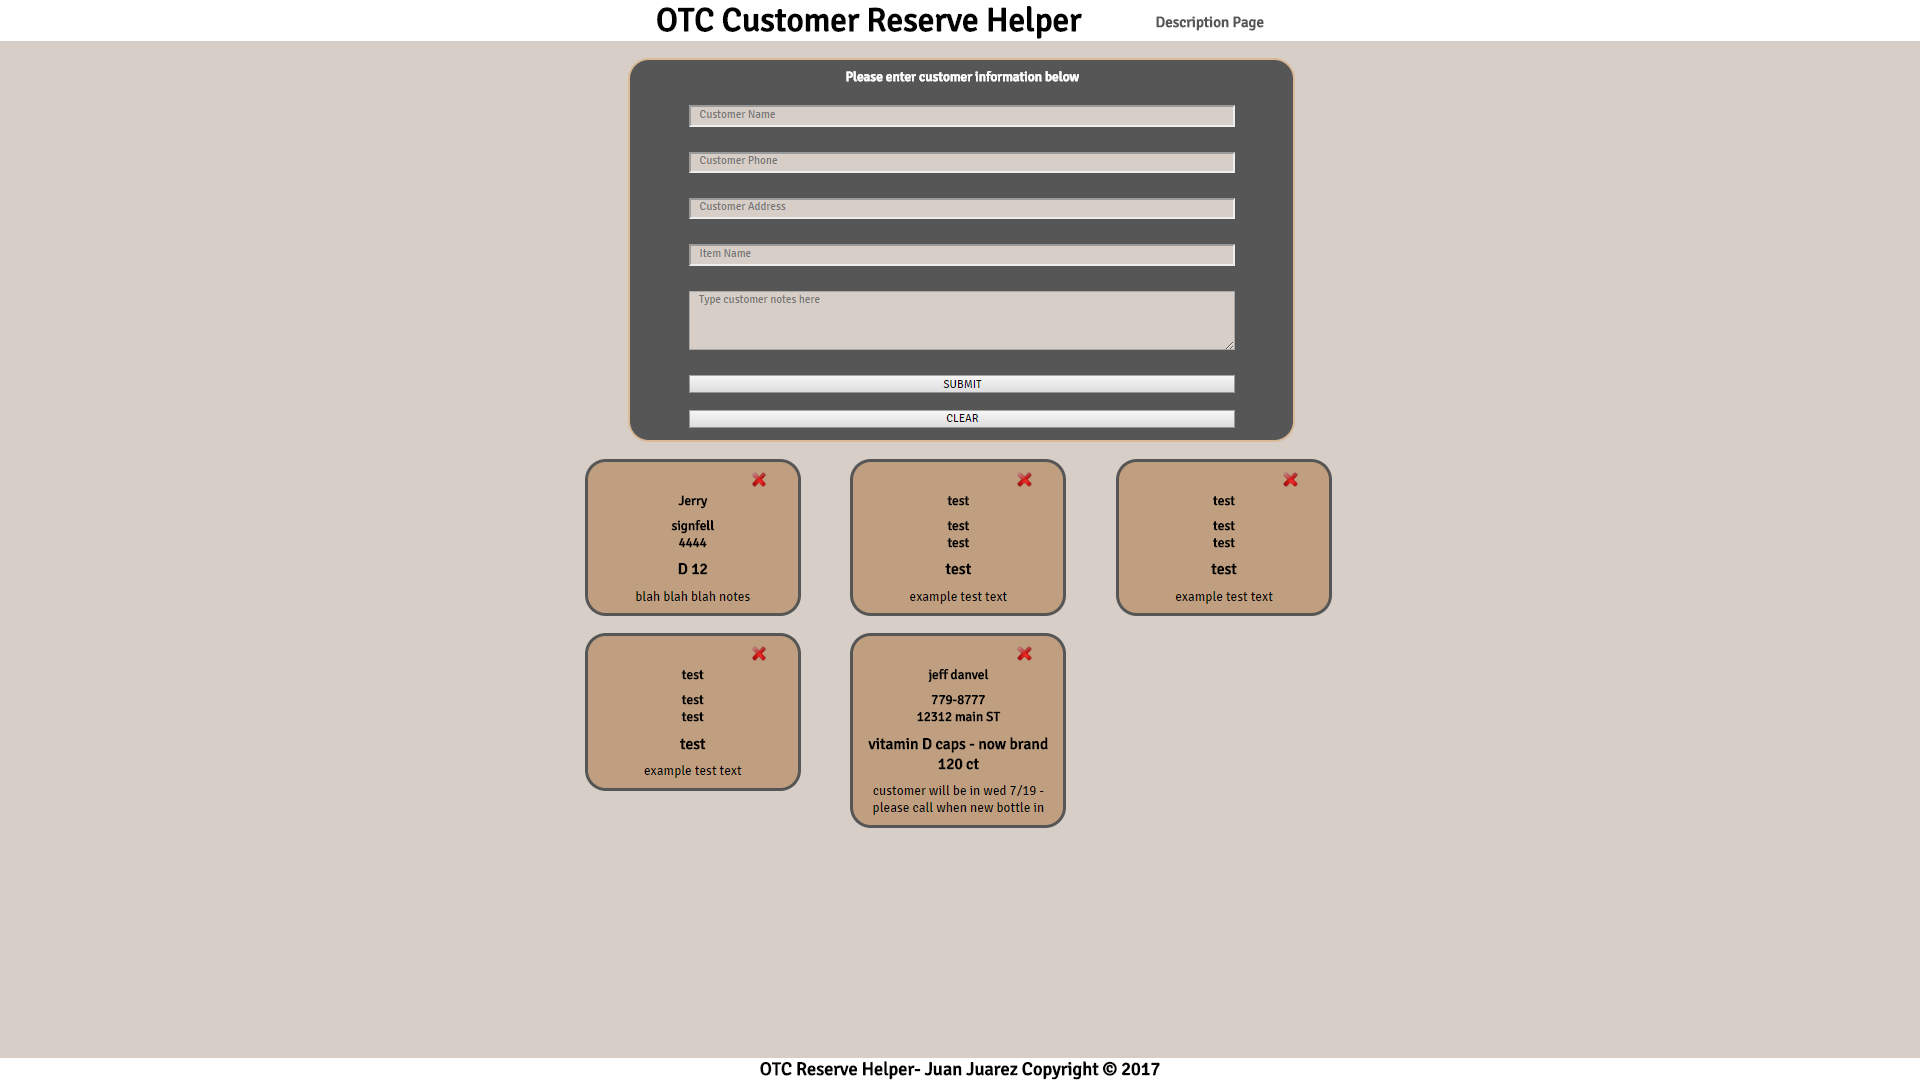 OTC Customer Reserve Helper
Description Page
Please enter customer information below
Customer Name
Customer Phone
Customer Address
Item Name
Type customer notes here
SUBMIT
CLEAR
Jerry
signfell
4444
D 12
blah blah blah notes
test
test
test
test
example test text
test
test
test
test
example test text
test
test
test
test
example test text
jeff danvel
779-8777
12312 main ST
vitamin D caps - now brand
120 ct
customer will be in wed 7/19 -
please call when new bottle in
OTC Reserve Helper- Juan Juarez Copyright © 2017